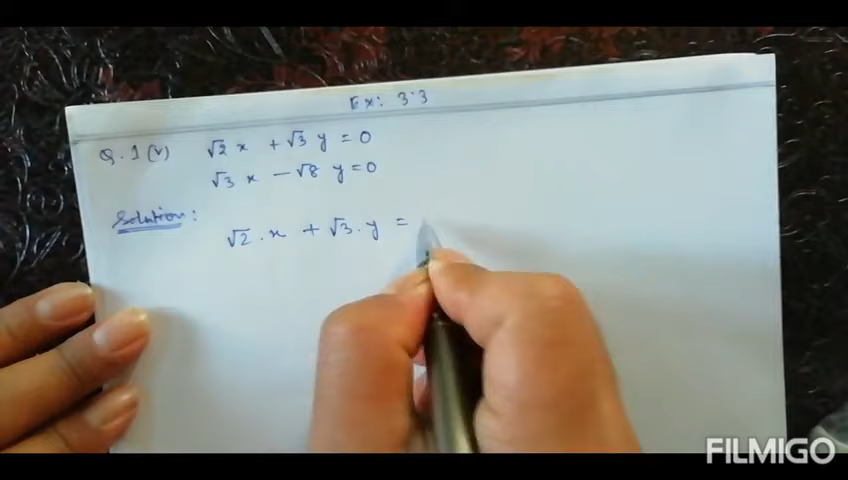 Ex: 3.3
Q.1(v) √2 x + √3 y = 0
√3 x − √8 y = 0
Solution:
√2 . x + √3 . y =
FILMIGO